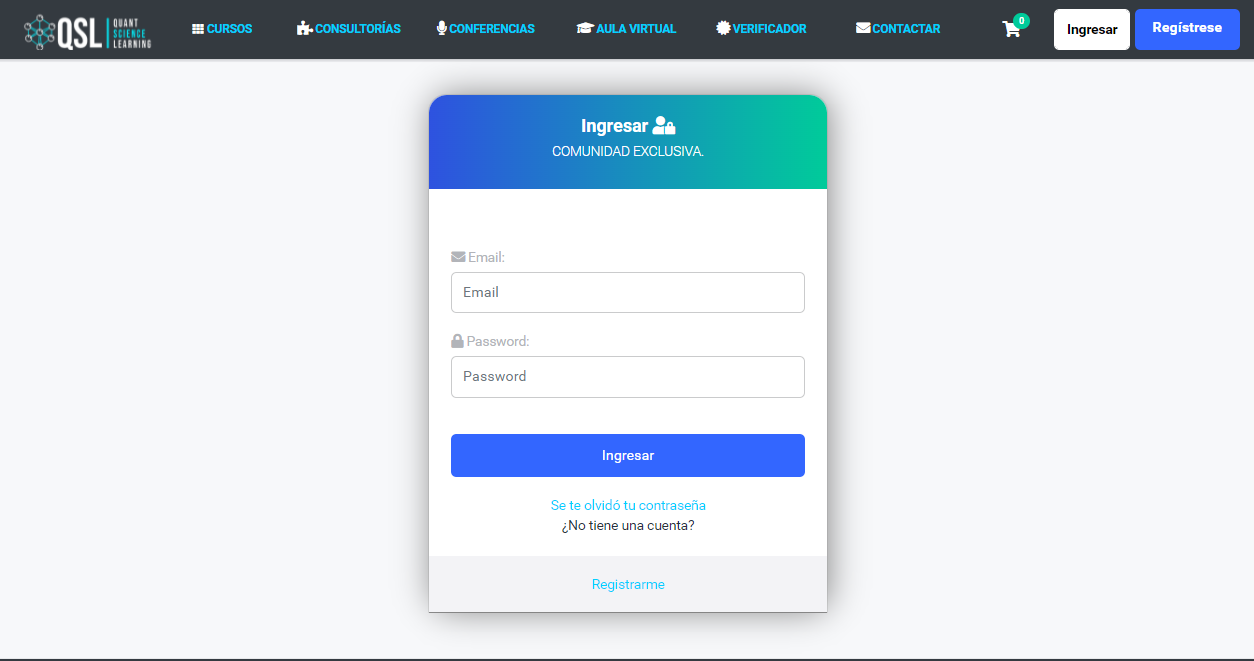 QSL QUANT SCIENCE LEARNING
CURSOS
CONSULTORÍAS
CONFERENCIAS
AULA VIRTUAL
VERIFICADOR
CONTACTAR
0
Ingresar
Regístrese
Ingresar
COMUNIDAD EXCLUSIVA.
Email:
Email
Password:
Password
Ingresar
Se te olvidó tu contraseña
¿No tiene una cuenta?
Registrarme